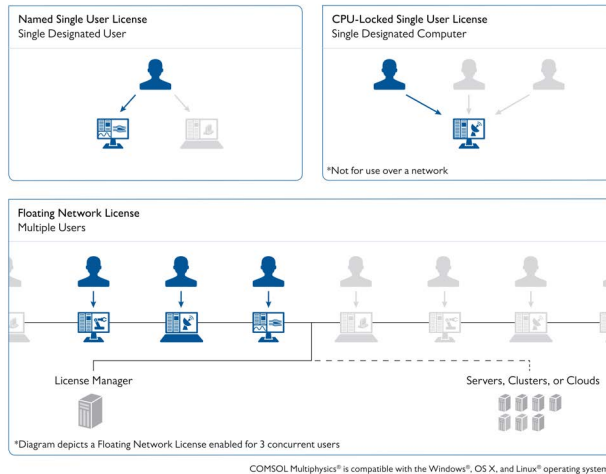 Named Single User License
Single Designated User
CPU-Locked Single User License
Single Designated Computer
*Not for use over a network
Floating Network License
Multiple Users
License Manager
Servers, Clusters, or Clouds
*Diagram depicts a Floating Network License enabled for 3 concurrent users
COMSOL Multiphysics® is compatible with the Windows®, OS X, and Linux® operating system